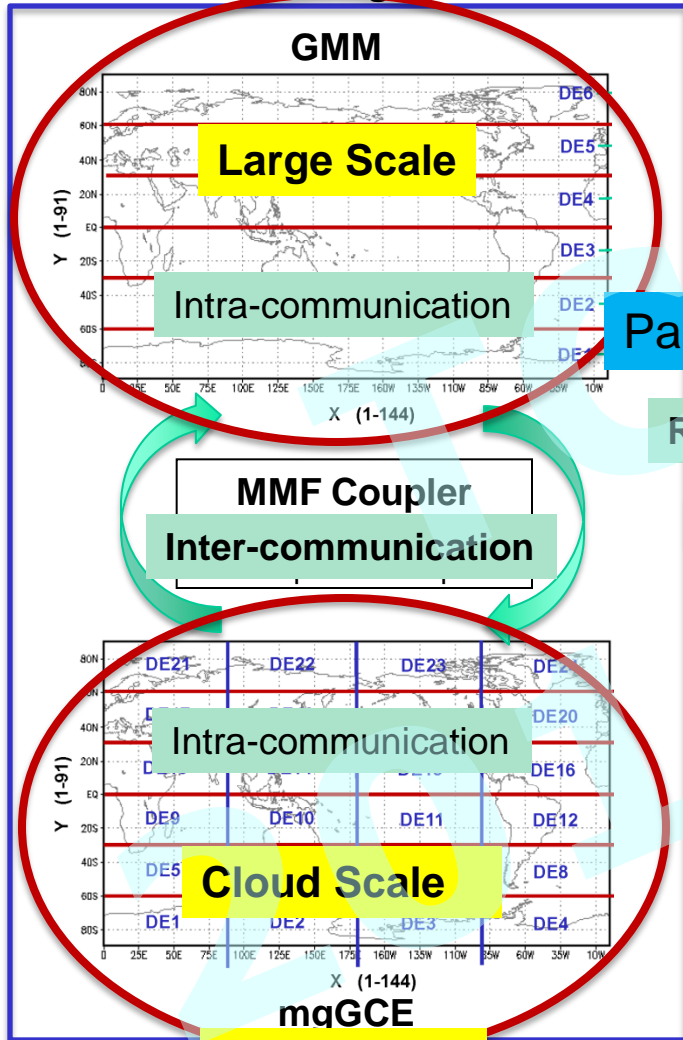 GMM
80N
DE6
60N
DE5
Large Scale
40N
20N
DE4
Y (1-91)
EQ
DE3
20S
Intra-communication
DE2
40S
60S
Pa
0 25E 50E 75E 100E 125E 150E 175E 160W 135W 110W 85W 60W 35W 10W
X (1-144)
R
MMF Coupler
Inter-communication
80N
DE21 DE22 DE23
60N
DE20
40N
Intra-communication
20N
DE16
Y (1-91)
EQ
DE9 DE10 DE11 DE12
20S
40S
DE5
DE8
Cloud Scale
60S
80S
DE1 DE2 DE3 DE4
0 25E 50E 75E 100E 125E 150E 175E 160W 135W 110W 85W 60W 35W 10W
X (1-144)
mgGCE